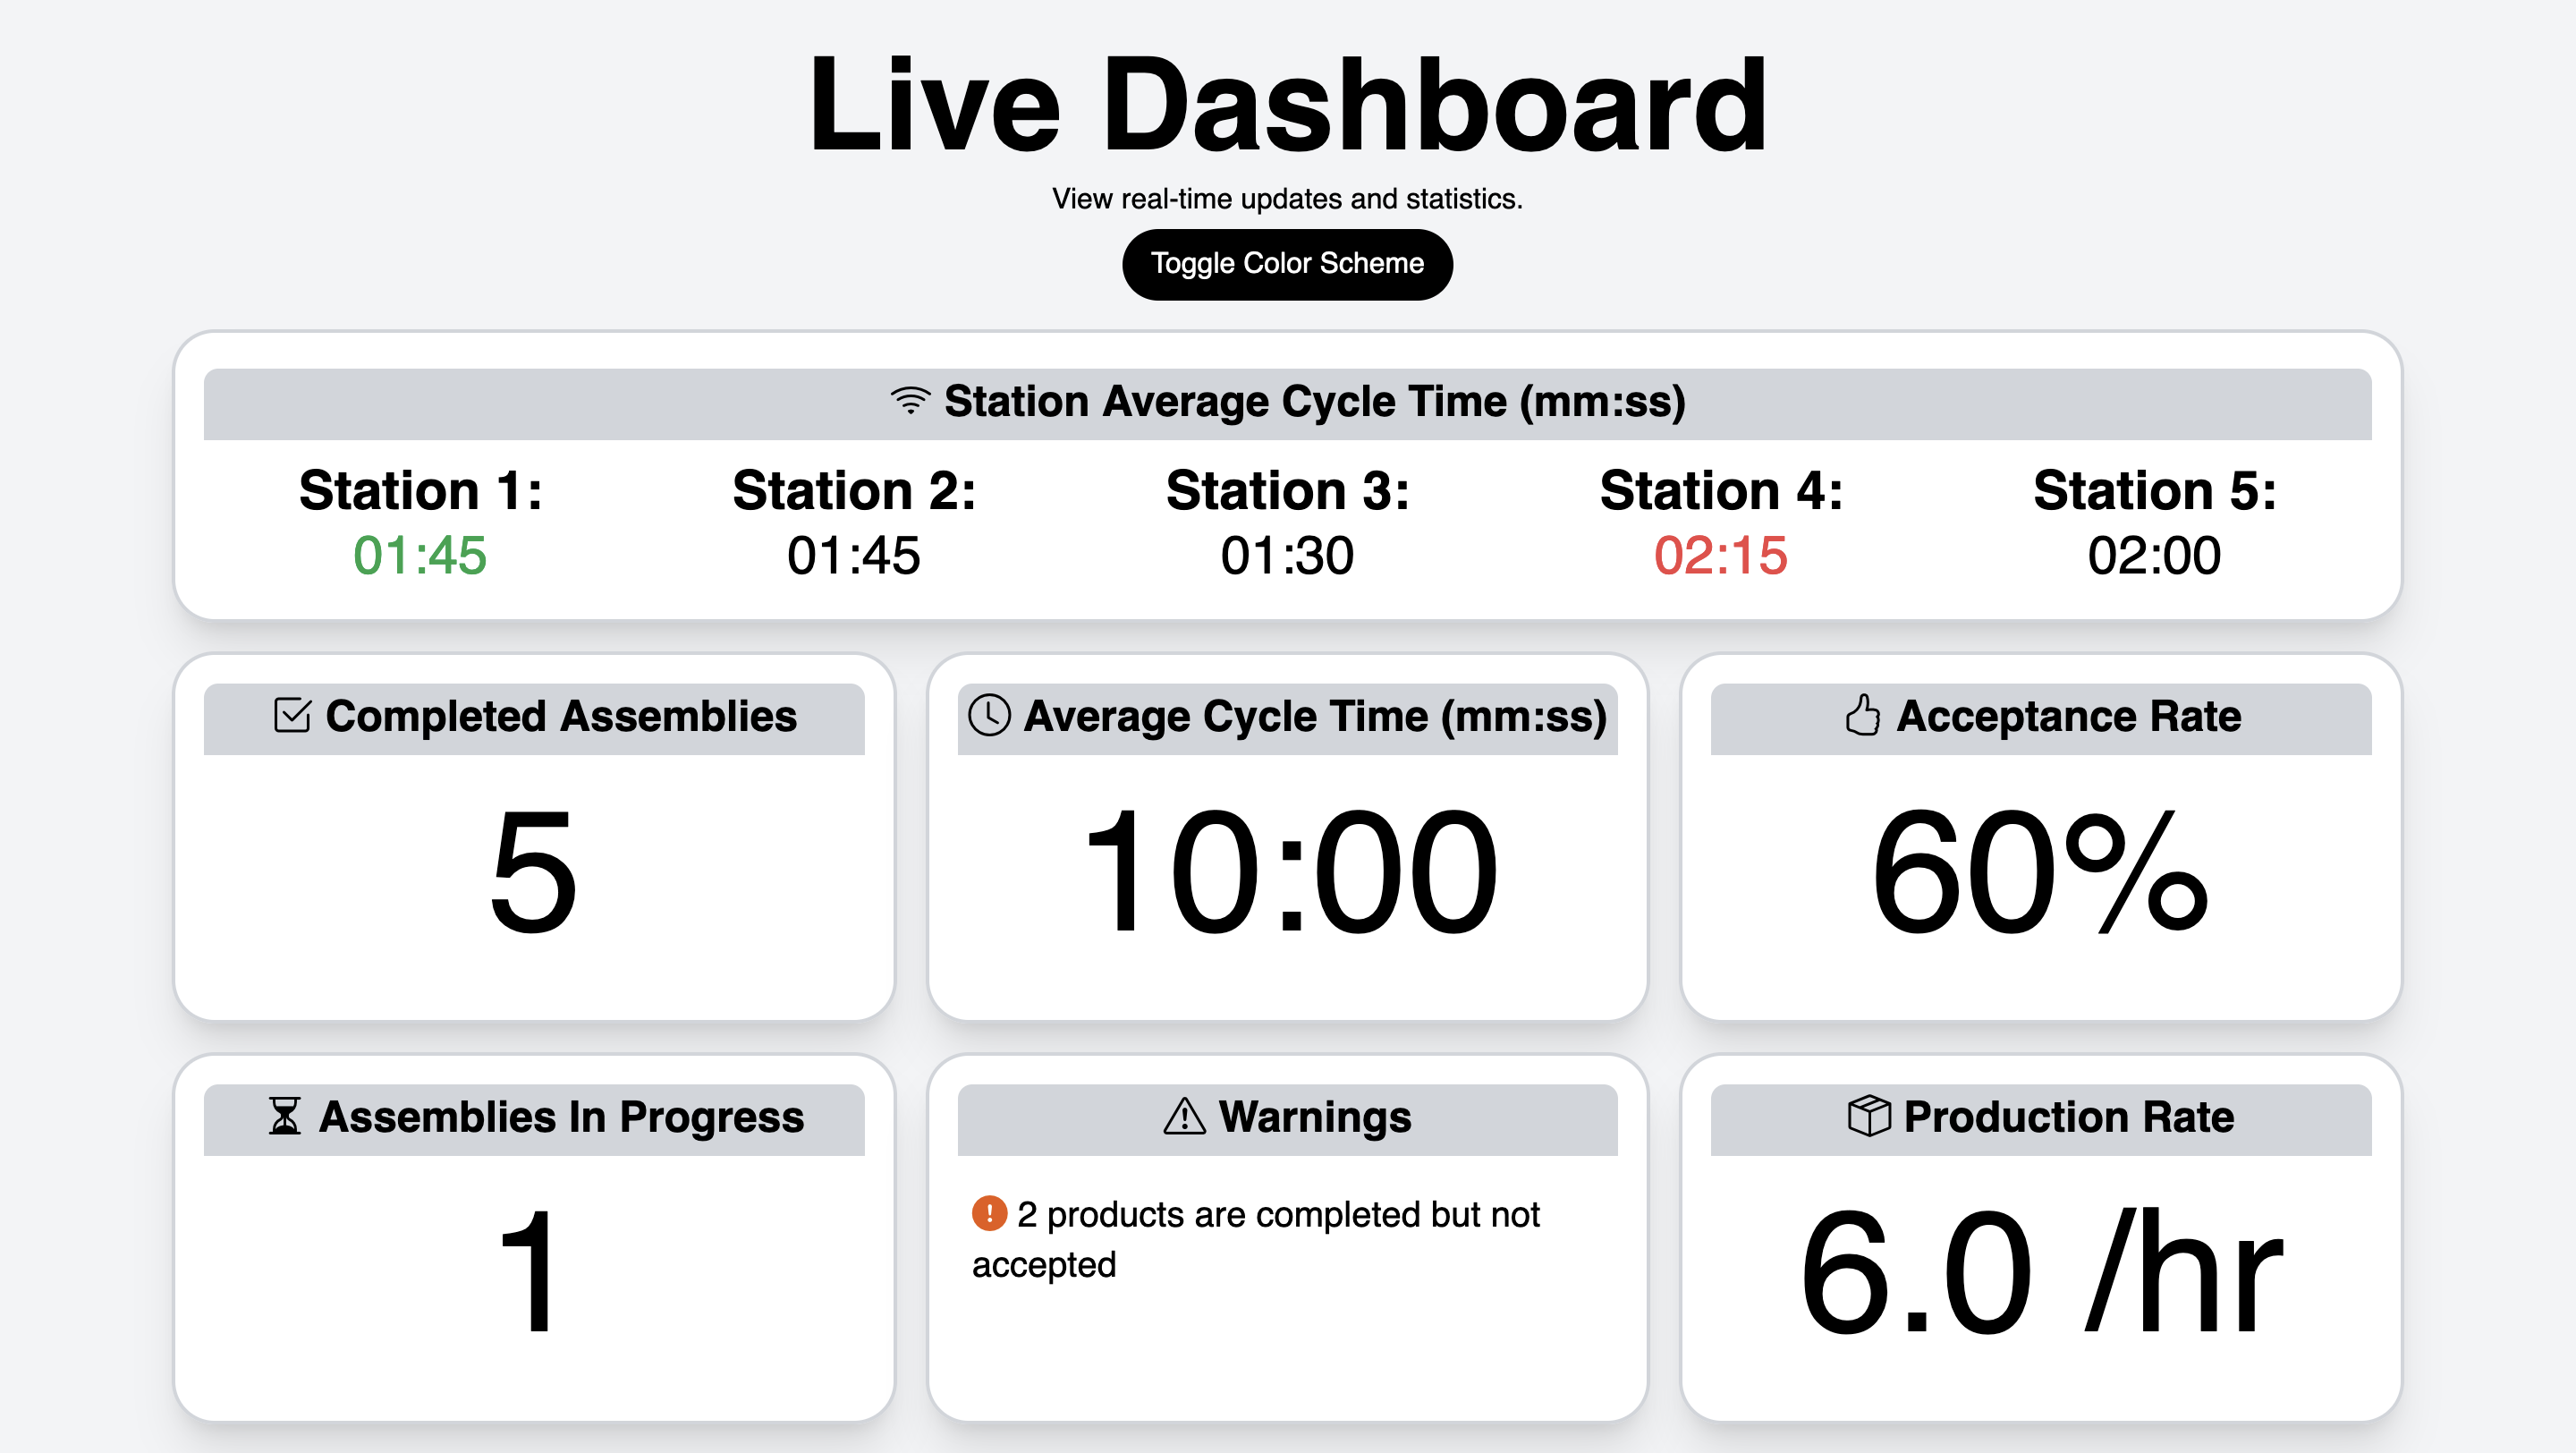 Live Dashboard
View real-time updates and statistics.
Toggle Color Scheme
Station Average Cycle Time (mm:ss)
Station 1:
01:45
Station 2:
01:45
Station 3:
01:30
Station 4:
02:15
Station 5:
02:00
Completed Assemblies
5
Average Cycle Time (mm:ss)
10:00
Acceptance Rate
60%
Assemblies In Progress
1
Warnings
2 products are completed but not
accepted
Production Rate
6.0 /hr